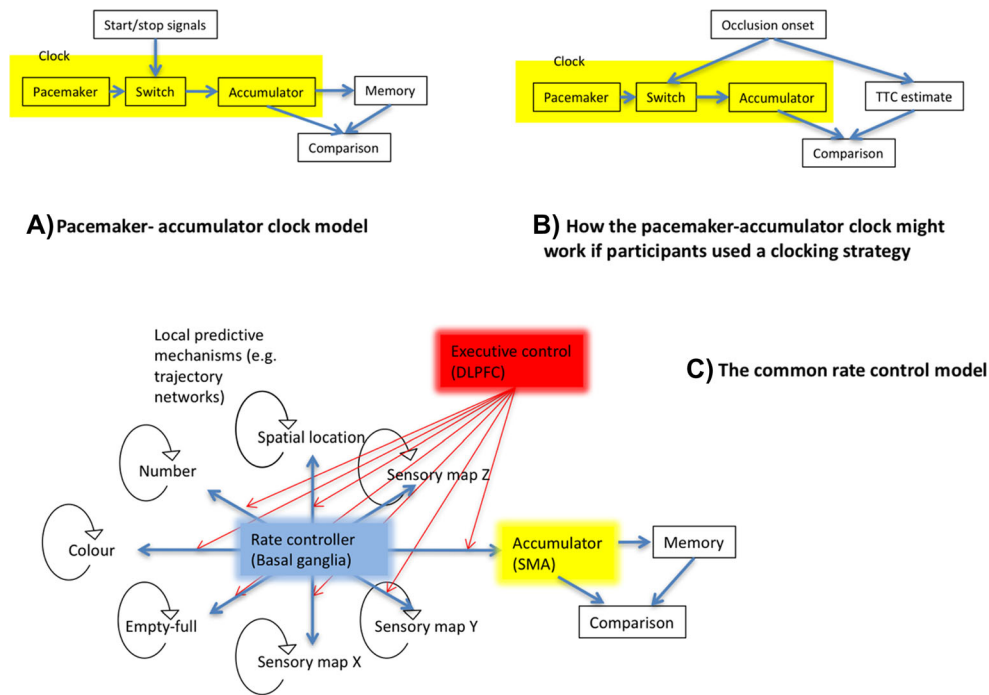 Start/stop signals
Clock
Pacemaker
Switch
Accumulator
Memory
Comparison
Occlusion onset
Clock
Pacemaker
Switch
Accumulator
TTC estimate
Comparison
A) Pacemaker- accumulator clock model
B) How the pacemaker-accumulator clock might
work if participants used a clocking strategy
Local predictive
mechanisms (e.g.
trajectory
networks)
Executive control
(DLPFC)
C) The common rate control model
Spatial location
Number
Sensory map Z
Colour
Rate controller
(Basal ganglia)
Accumulator
(SMA)
Memory
Empty-full
Sensory map Y
Comparison
Sensory map X